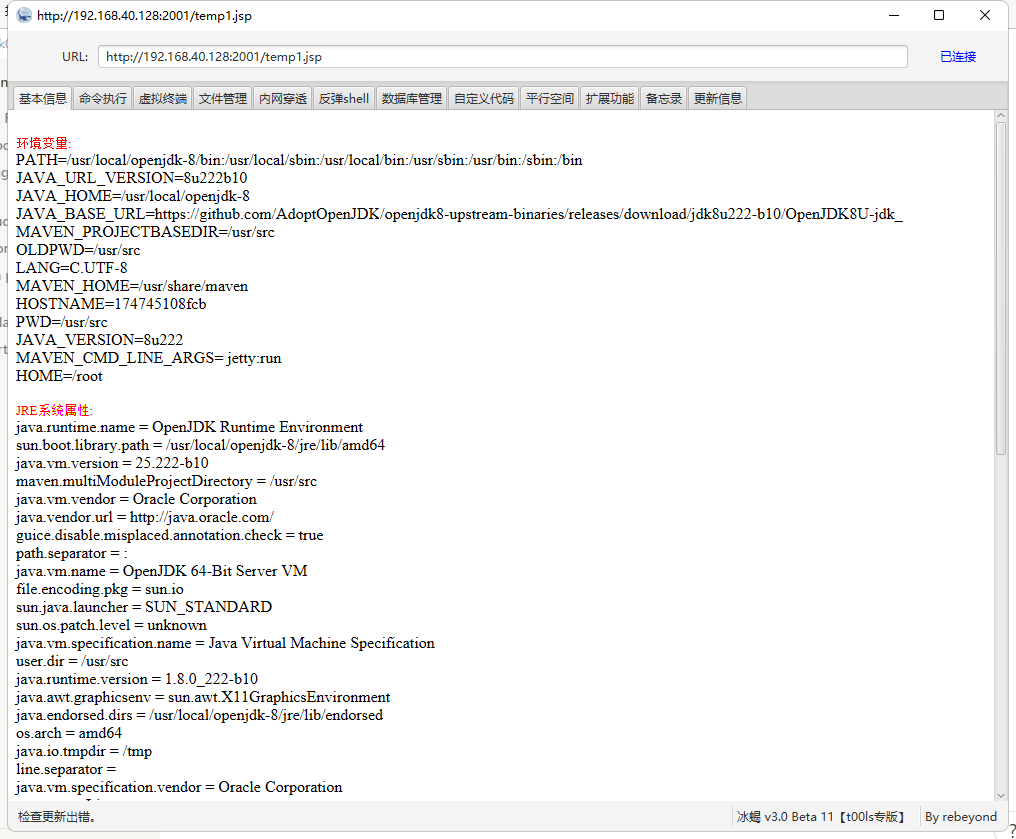 http://192.168.40.128:2001/temp1.jsp
URL: http://192.168.40.128:2001/temp1.jsp 已连接
基本信息 命令执行 虚拟终端 文件管理 内网穿透 反弹shell 数据库管理 自定义代码 平行空间 扩展功能 备忘录 更新信息
环境变量:
PATH=/usr/local/openjdk-8/bin:/usr/local/sbin:/usr/local/bin:/usr/sbin:/usr/bin:/sbin:/bin
JAVA_URL_VERSION=8u222b10
JAVA_HOME=/usr/local/openjdk-8
JAVA_BASE_URL=https://github.com/AdoptOpenJDK/openjdk8-upstream-binaries/releases/download/jdk8u222-b10/OpenJDK8U-jdk_
MAVEN_PROJECTBASEDIR=/usr/src
OLDPWD=/usr/src
LANG=C.UTF-8
MAVEN_HOME=/usr/share/maven
HOSTNAME=174745108fcb
PWD=/usr/src
JAVA_VERSION=8u222
MAVEN_CMD_LINE_ARGS= jetty:run
HOME=/root
JRE系统属性:
java.runtime.name = OpenJDK Runtime Environment
sun.boot.library.path = /usr/local/openjdk-8/jre/lib/amd64
java.vm.version = 25.222-b10
maven.multiModuleProjectDirectory = /usr/src
java.vm.vendor = Oracle Corporation
java.vendor.url = http://java.oracle.com/
guice.disable.misplaced.annotation.check = true
path.separator = :
java.vm.name = OpenJDK 64-Bit Server VM
file.encoding.pkg = sun.io
sun.java.launcher = SUN_STANDARD
sun.os.patch.level = unknown
java.vm.specification.name = Java Virtual Machine Specification
user.dir = /usr/src
java.runtime.version = 1.8.0_222-b10
java.awt.graphicsenv = sun.awt.X11GraphicsEnvironment
java.endorsed.dirs = /usr/local/openjdk-8/jre/lib/endorsed
os.arch = amd64
java.io.tmpdir = /tmp
line.separator =
java.vm.specification.vendor = Oracle Corporation
检查更新出错。 冰蝎 v3.0 Beta 11【t00ls专版】 By rebeyond